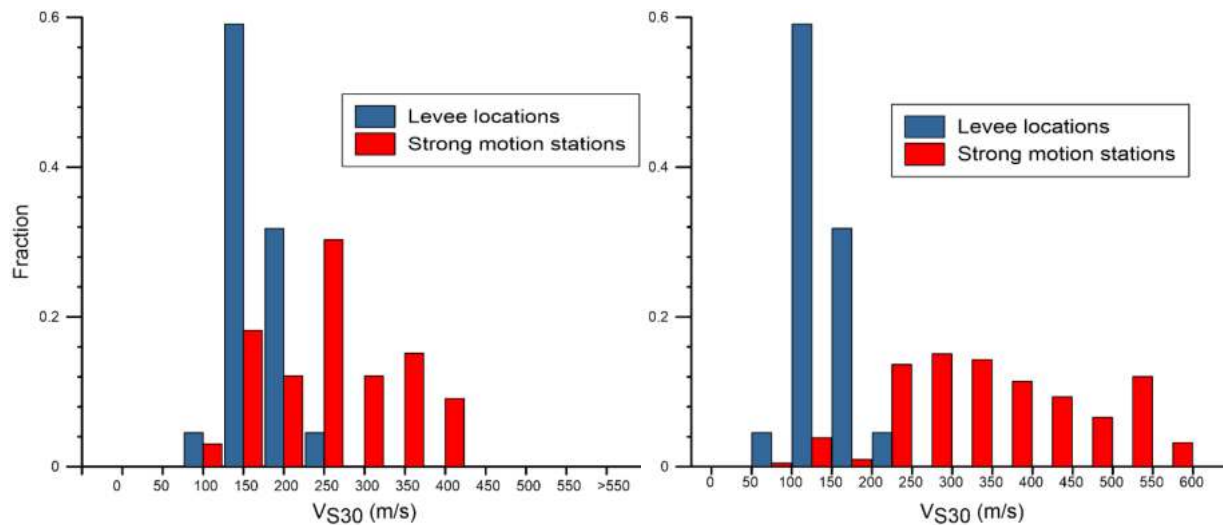 0.6
Levee locations
Strong motion stations
0.4
Fraction
0.2
0
0 50 100 150 200 250 300 350 400 450 500 550 >550
VS30 (m/s)
0.6
Levee locations
Strong motion stations
0.4
0.2
0
0 50 100 150 200 250 300 350 400 450 500 550 600
VS30 (m/s)